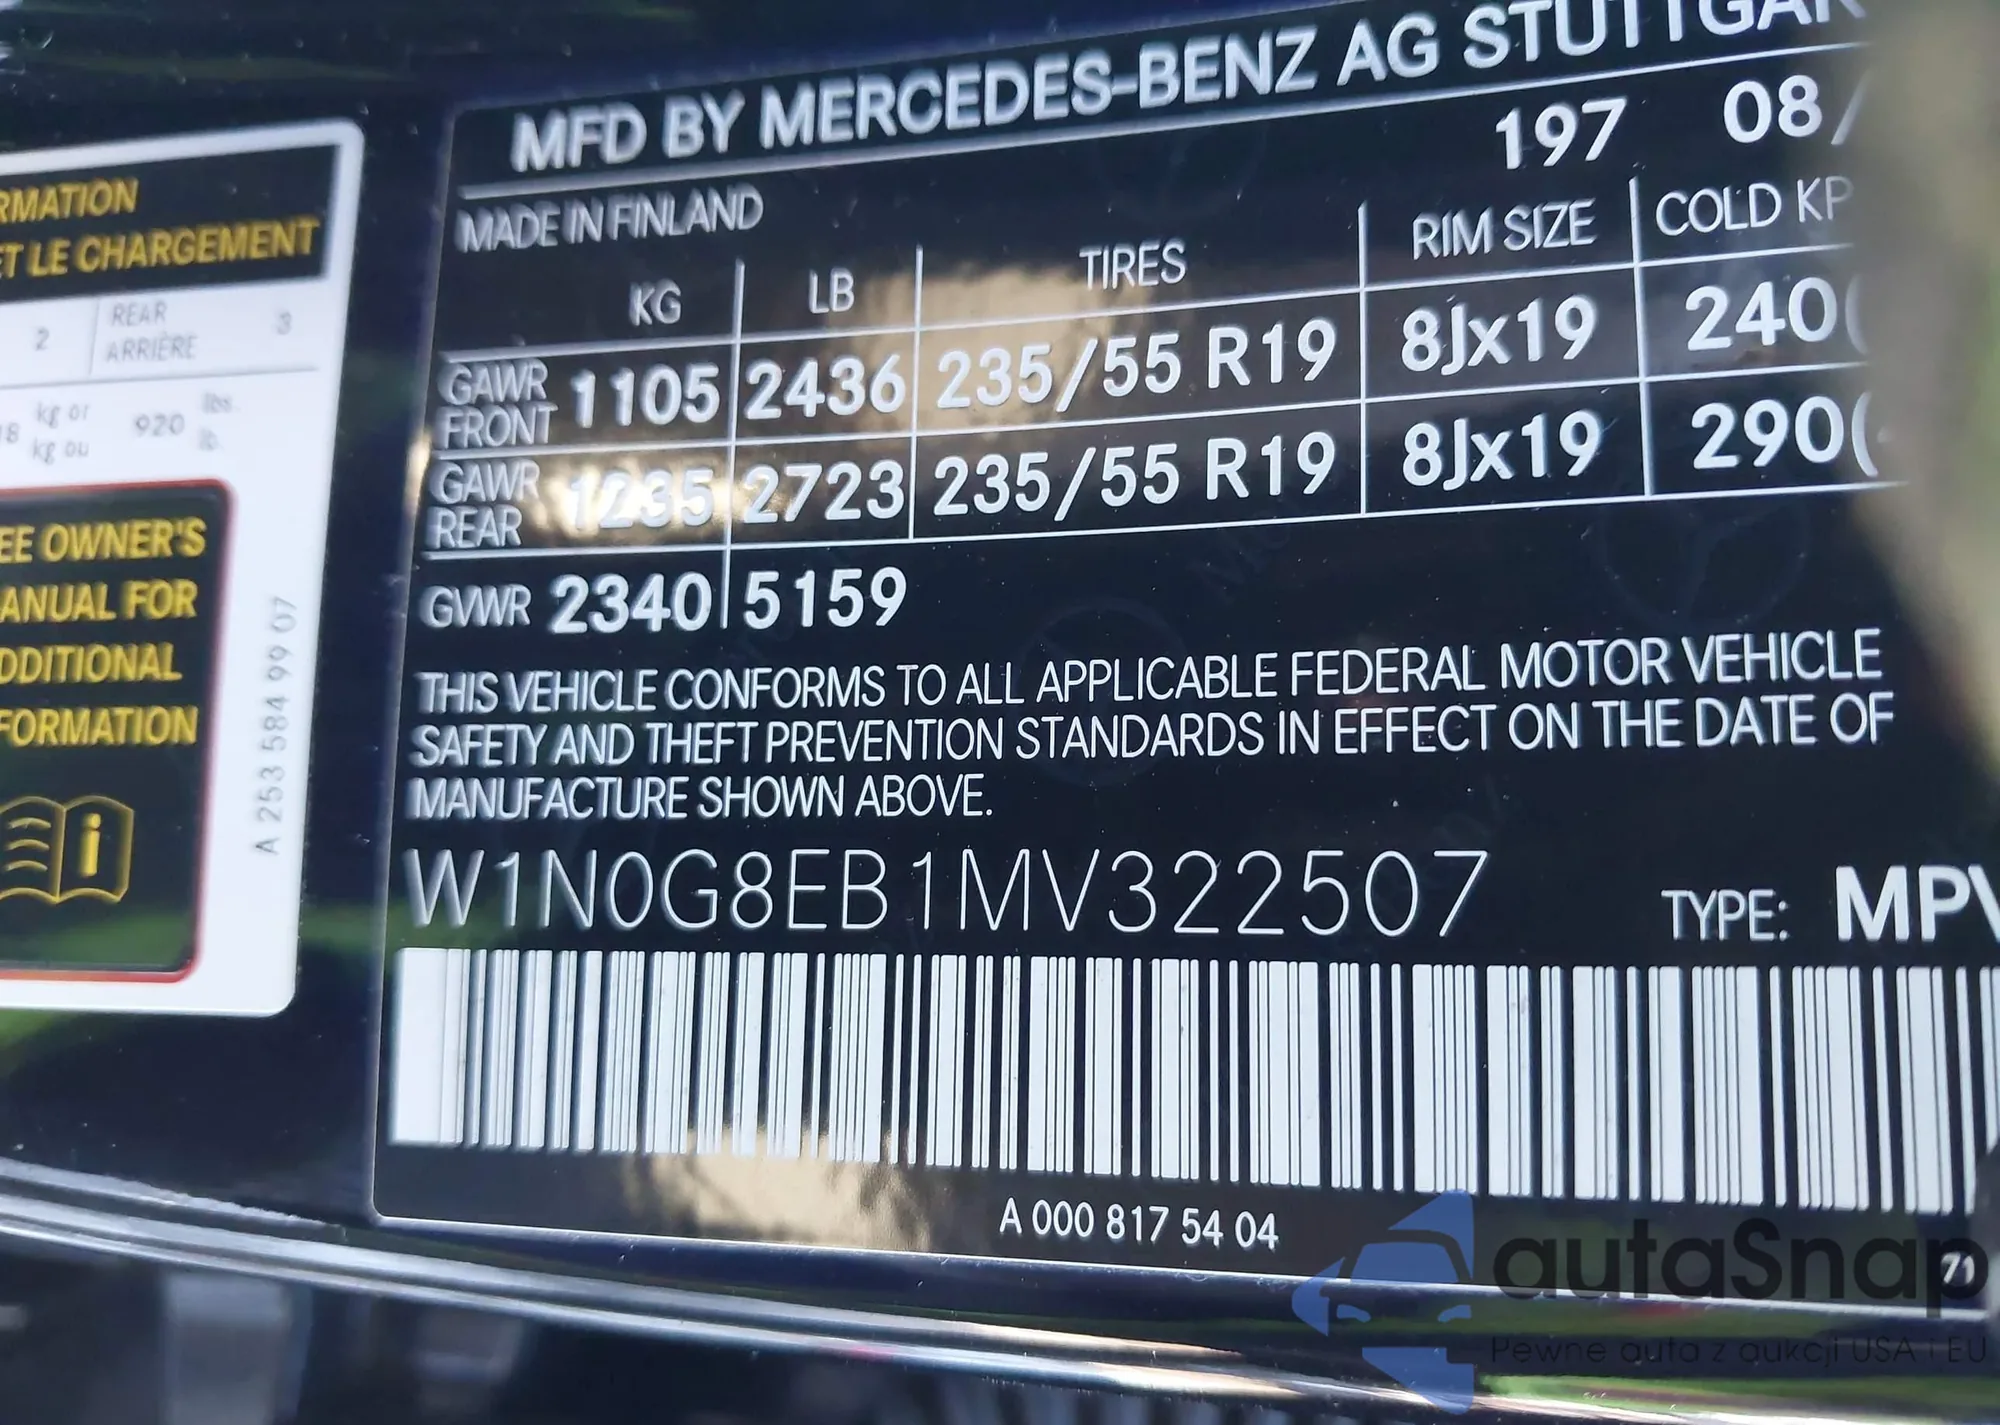 RMATION
ET LE CHARGEMENT
2 REAR ARRIÈRE 3
kg or
kg ou 920 lbs.
lb.
EE OWNER'S
ANUAL FOR
DDITIONAL
FORMATION
i
A 253 584 99 07
MFD BY MERCEDES-BENZ AG STUTTGAR
197 08/
MADE IN FINLAND
KG LB TIRES RIM SIZE COLD KP
GAWR FRONT 1105 2436 235/55 R19 8Jx19 240(
GAWR REAR 1235 2723 235/55 R19 8Jx19 290(
GVWR 2340 5159
THIS VEHICLE CONFORMS TO ALL APPLICABLE FEDERAL MOTOR VEHICLE
SAFETY AND THEFT PREVENTION STANDARDS IN EFFECT ON THE DATE OF
MANUFACTURE SHOWN ABOVE.
W1N0G8EB1MV322507
TYPE: MPV
A 000 817 54 04
71
autaSnap
Pewne auta z aukcji USA i EU